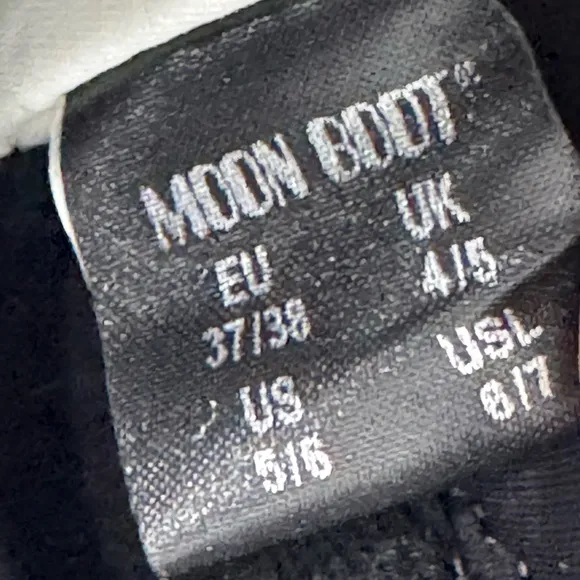 MOON BOOT®
EU UK
37/38 4/5
US USL
5/6 6/7